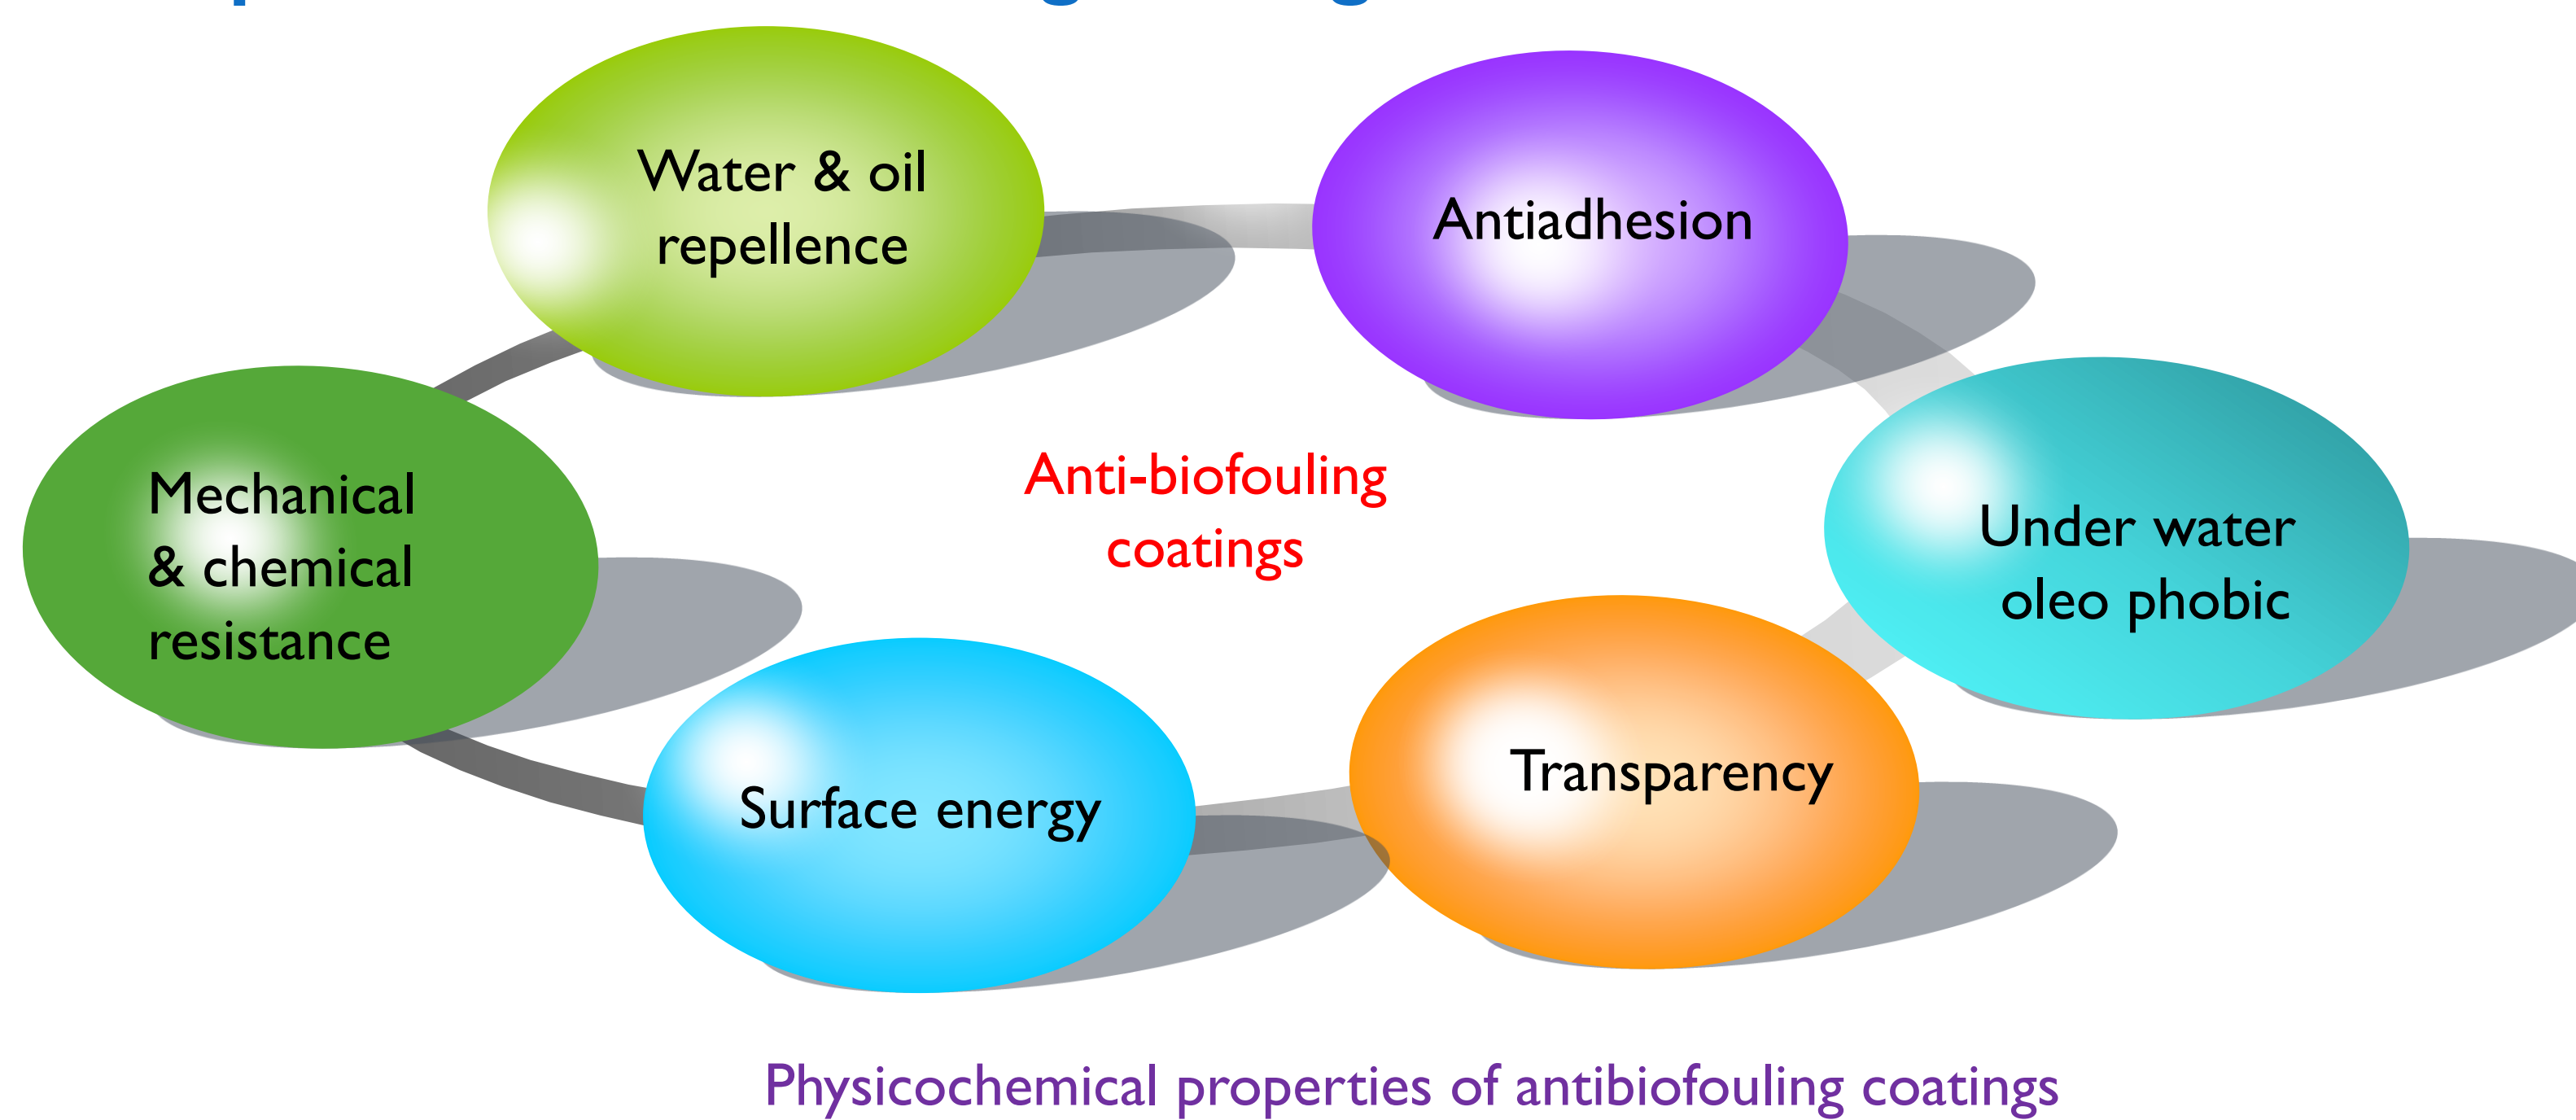 Water & oil
repellence
Antiadhesion
Mechanical
& chemical
resistance
Anti-biofouling
coatings
Under water
oleo phobic
Surface energy
Transparency
Physicochemical properties of antibiofouling coatings